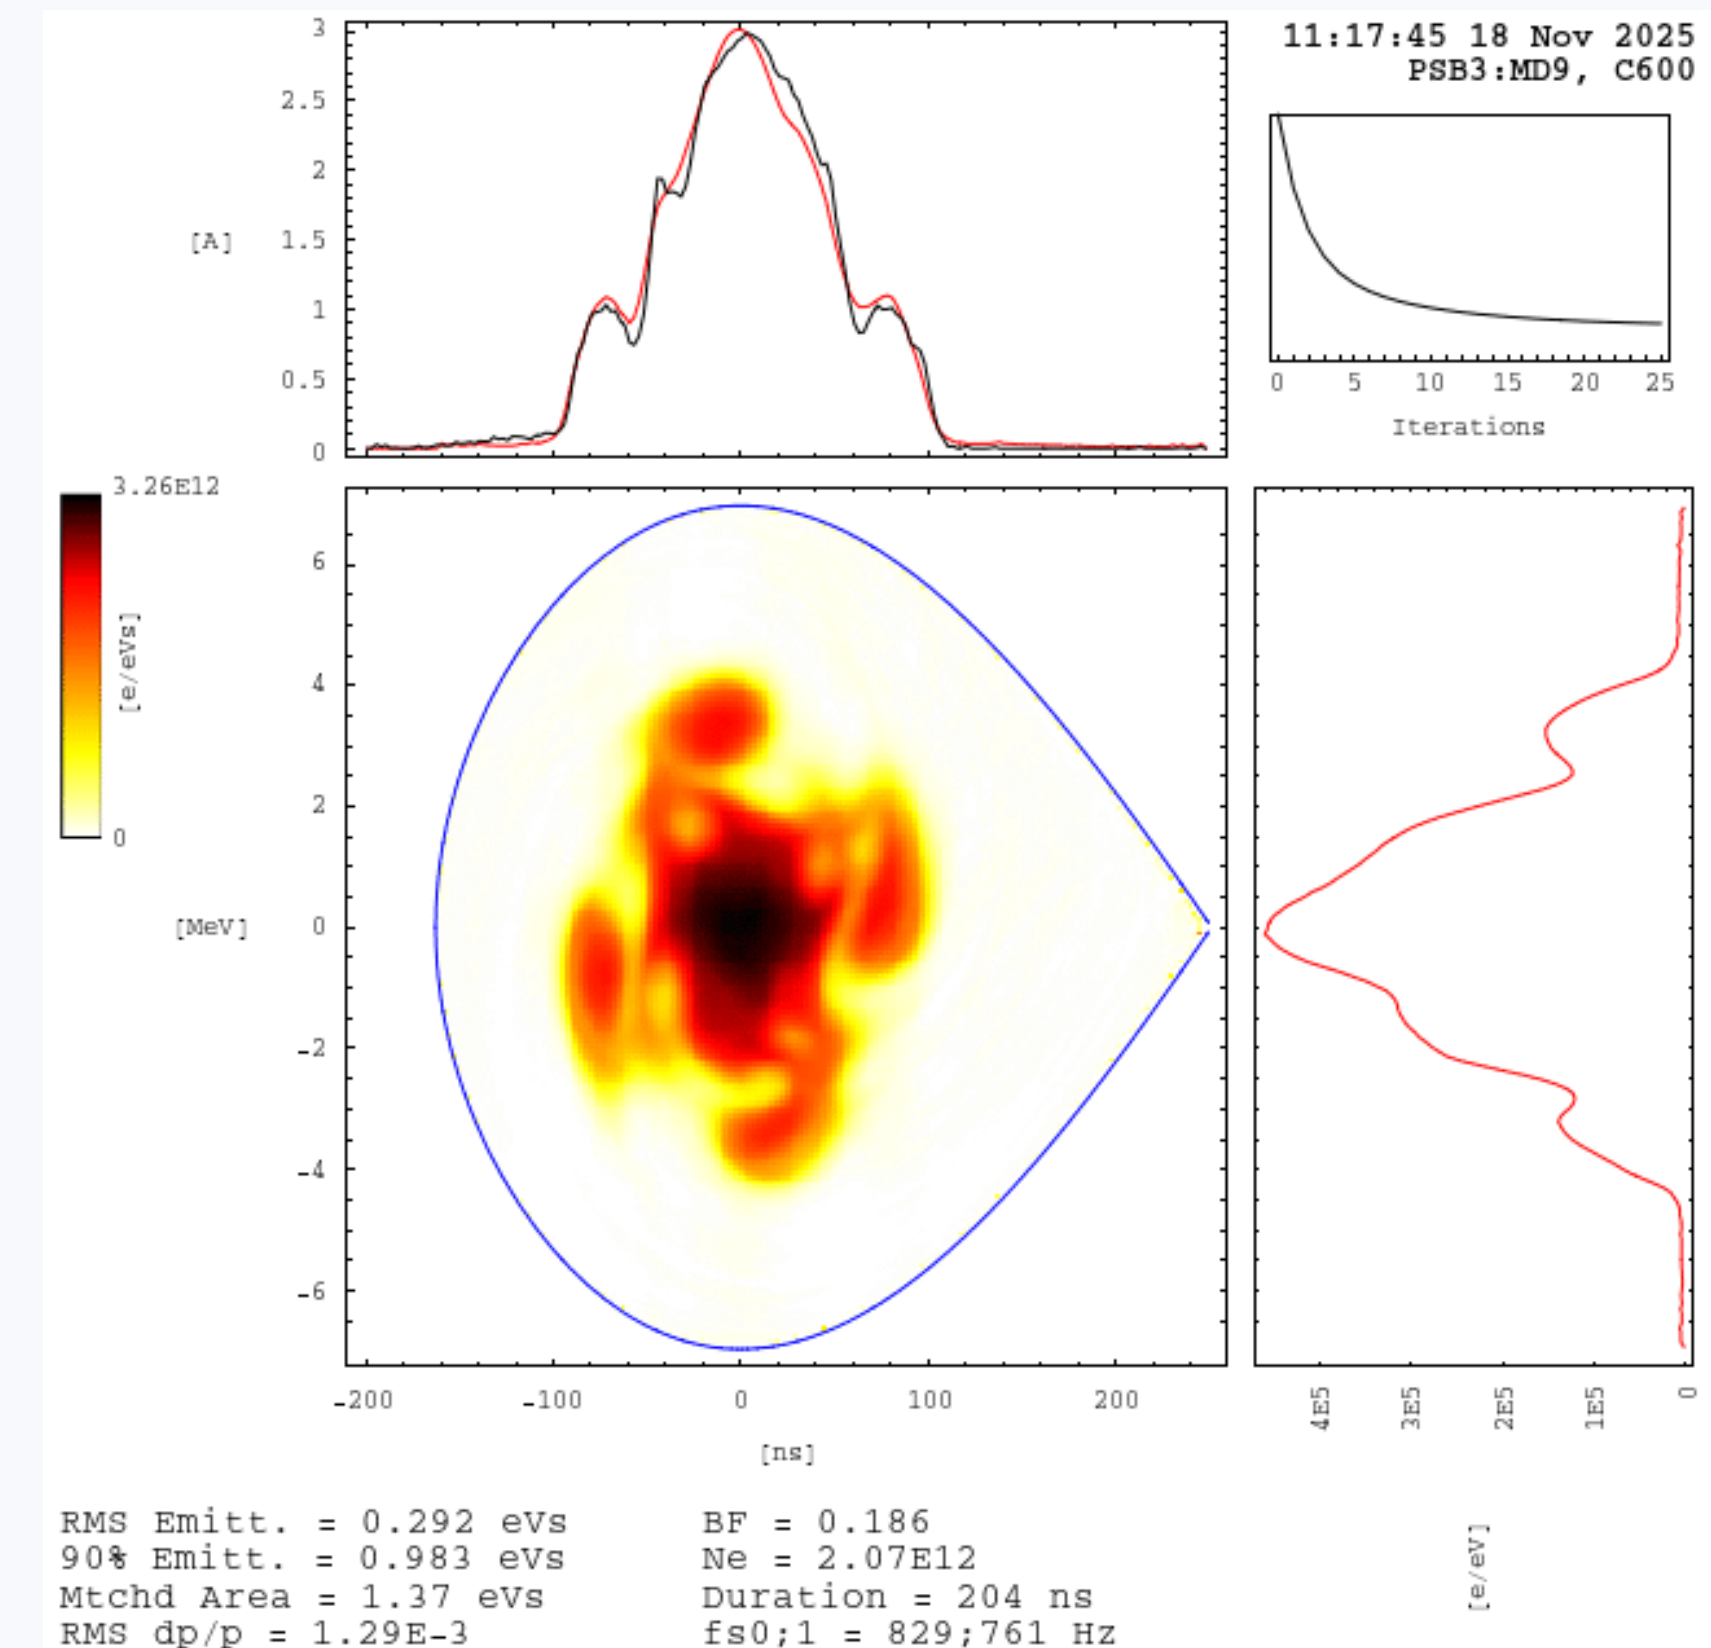 11:17:45 18 Nov 2025
PSB3:MD9, C600
3
2.5
2
1.5
1
0.5
0
[A]
0 5 10 15 20 25
Iterations
3.26E12
0
[e/eVs]
6
4
2
0
-2
-4
-6
[MeV]
-200 -100 0 100 200
[ns]
4E5 3E5 2E5 1E5 0
[e/eV]
RMS Emitt. = 0.292 eVs BF = 0.186
90% Emitt. = 0.983 eVs Ne = 2.07E12
Mtchd Area = 1.37 eVs Duration = 204 ns
RMS dp/p = 1.29E-3 fs0;1 = 829;761 Hz